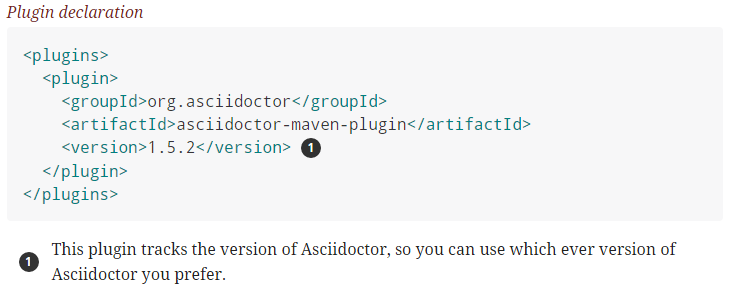 Plugin declaration
<plugins>
  <plugin>
    <groupId>org.asciidoctor</groupId>
    <artifactId>asciidoctor-maven-plugin</artifactId>
    <version>1.5.2</version> 1
  </plugin>
</plugins>
1 This plugin tracks the version of Asciidoctor, so you can use which ever version of
Asciidoctor you prefer.